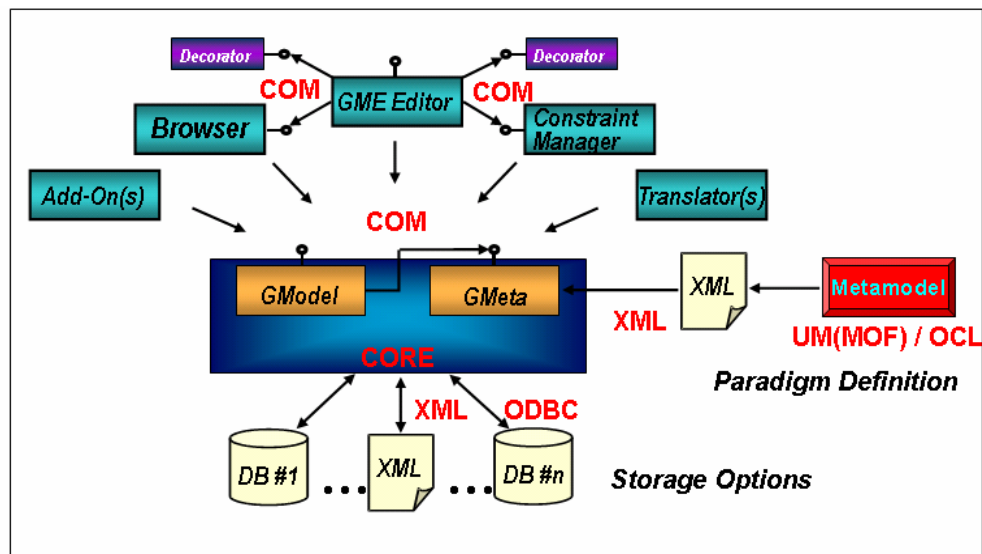 Decorator
Decorator
COM
GME Editor
COM
Browser
Constraint
Manager
Add-On(s)
Translator(s)
COM
GModel
GMeta
XML
Metamodel
XML
UM(MOF) / OCL
CORE
Paradigm Definition
XML
ODBC
DB #1
XML
DB #n
Storage Options